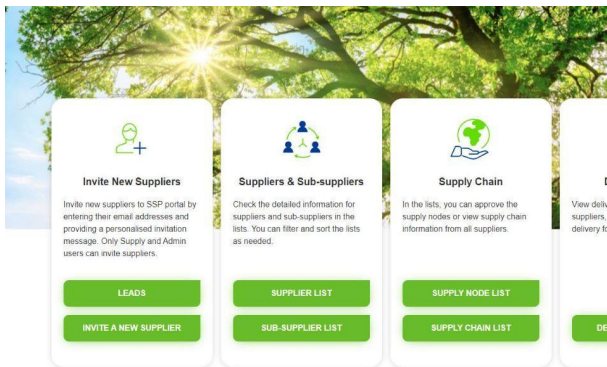 Invite New Suppliers
Invite new suppliers to SSP portal by
entering their email addresses and
providing a personalised invitation
message. Only Supply and Admin
users can invite suppliers.
LEADS
INVITE A NEW SUPPLIER
Suppliers & Sub-suppliers
Check the detailed information for
suppliers and sub-suppliers in the
lists. You can filter and sort the lists
as needed.
SUPPLIER LIST
SUB-SUPPLIER LIST
Supply Chain
In the lists, you can approve the
supply nodes or view supply chain
information from all suppliers.
SUPPLY NODE LIST
SUPPLY CHAIN LIST
View
suppliers,
delivery